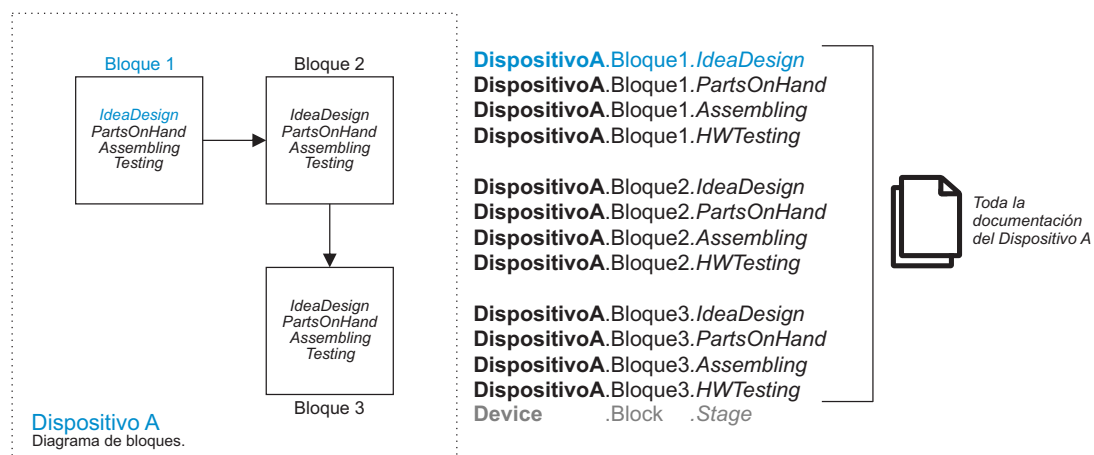 Bloque 1
IdeaDesign
PartsOnHand
Assembling
Testing
Bloque 2
IdeaDesign
PartsOnHand
Assembling
Testing
IdeaDesign
PartsOnHand
Assembling
Testing
Bloque 3
Dispositivo A
Diagrama de bloques.
DispositivoA.Bloque1.IdeaDesign
DispositivoA.Bloque1.PartsOnHand
DispositivoA.Bloque1.Assembling
DispositivoA.Bloque1.HWTesting
DispositivoA.Bloque2.IdeaDesign
DispositivoA.Bloque2.PartsOnHand
DispositivoA.Bloque2.Assembling
DispositivoA.Bloque2.HWTesting
DispositivoA.Bloque3.IdeaDesign
DispositivoA.Bloque3.PartsOnHand
DispositivoA.Bloque3.Assembling
DispositivoA.Bloque3.HWTesting
Device .Block .Stage
Toda la
documentación
del Dispositivo A